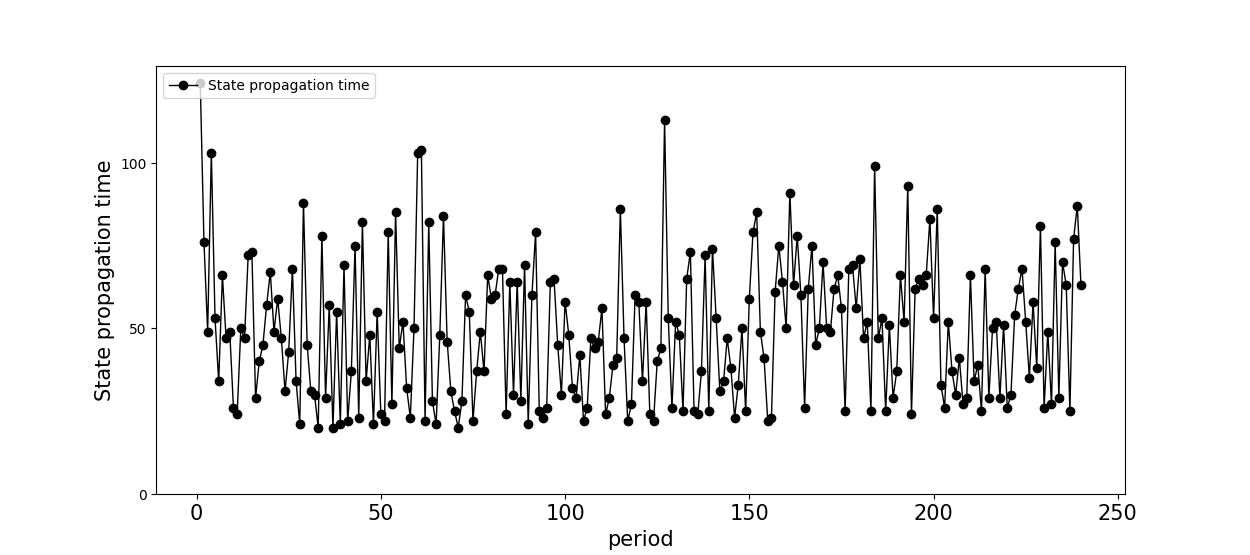 State propagation time
State propagation time
100
50
0
0 50 100 150 200 250
period